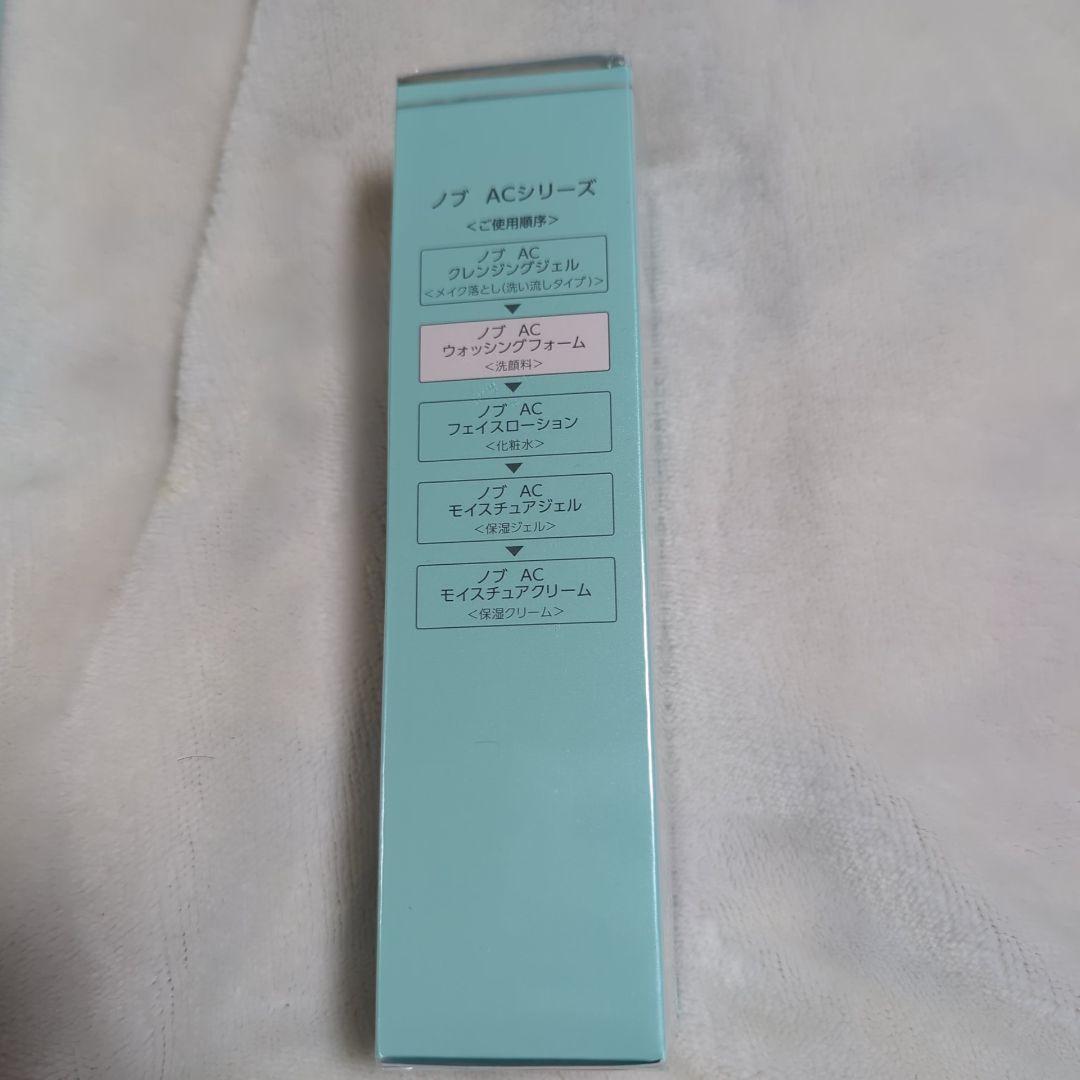 ノブ ACシリーズ
＜ご使用順序＞
ノブ AC
クレンジングジェル
＜メイク落とし(洗い流しタイプ)＞
▼
ノブ AC
ウォッシングフォーム
＜洗顔料＞
▼
ノブ AC
フェイスローション
＜化粧水＞
▼
ノブ AC
モイスチュアジェル
＜保湿ジェル＞
▼
ノブ AC
モイスチュアクリーム
＜保湿クリーム＞